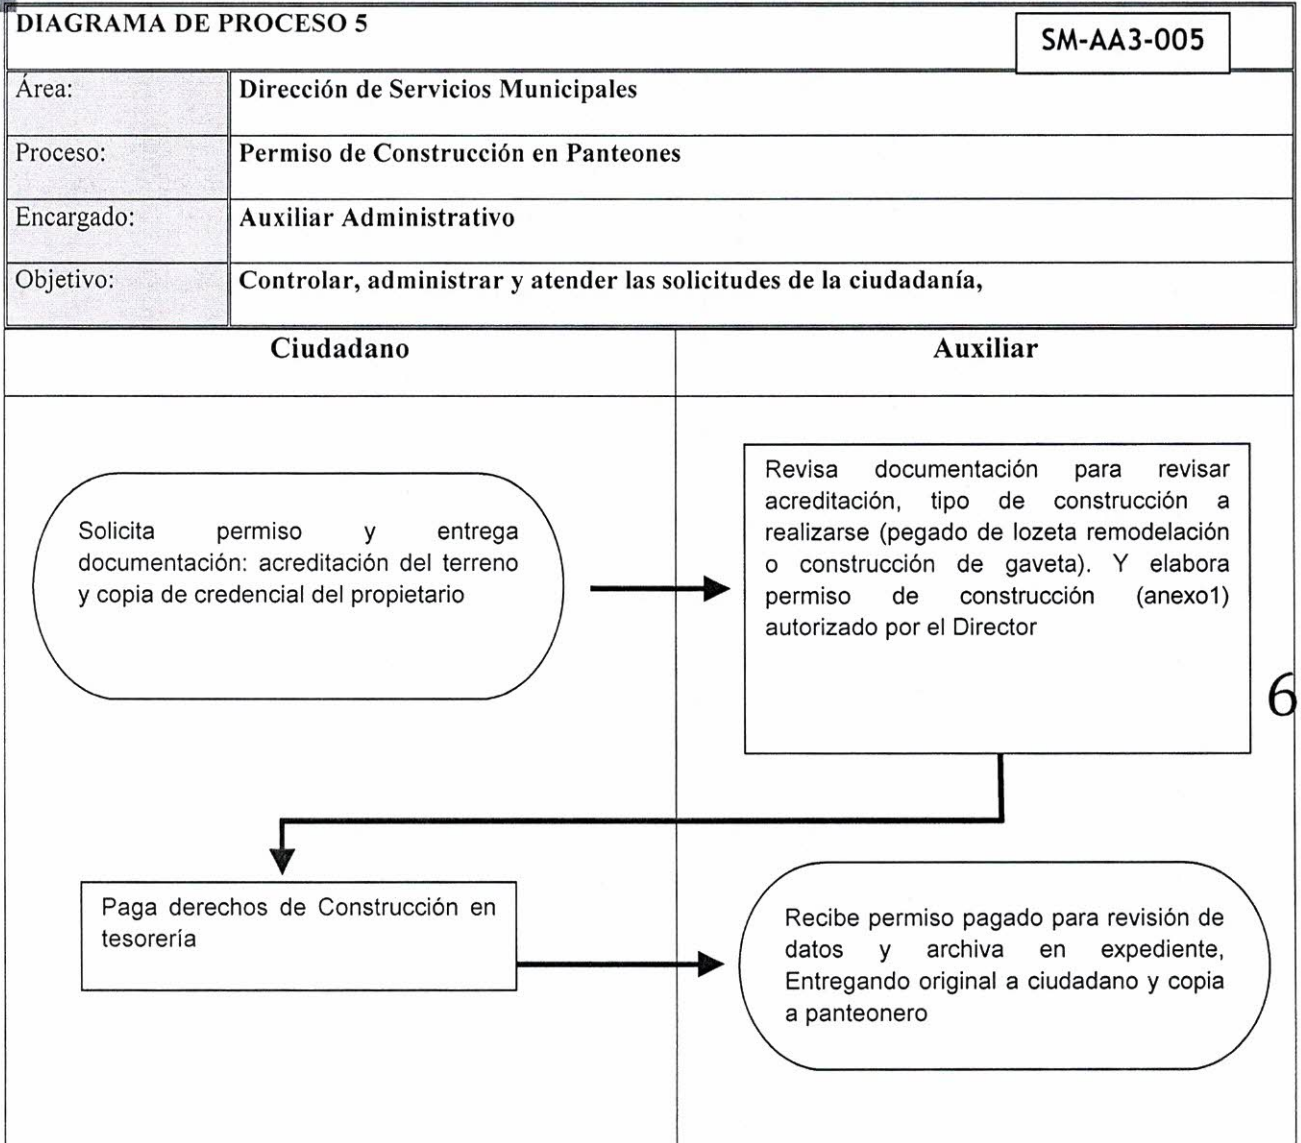 DIAGRAMA DE PROCESO 5
SM-AA3-005
Área:
Dirección de Servicios Municipales
Proceso:
Permiso de Construcción en Panteones
Encargado:
Auxiliar Administrativo
Objetivo:
Controlar, administrar y atender las solicitudes de la ciudadanía,
Ciudadano
Auxiliar
Solicita permiso y entrega
documentación: acreditación del terreno
y copia de credencial del propietario
Revisa documentación para revisar
acreditación, tipo de construcción a
realizarse (pegado de lozeta remodelación
o construcción de gaveta). Y elabora
permiso de construcción (anexo1)
autorizado por el Director
6
Paga derechos de Construcción en
tesorería
Recibe permiso pagado para revisión de
datos y archiva en expediente,
Entregando original a ciudadano y copia
a panteonero